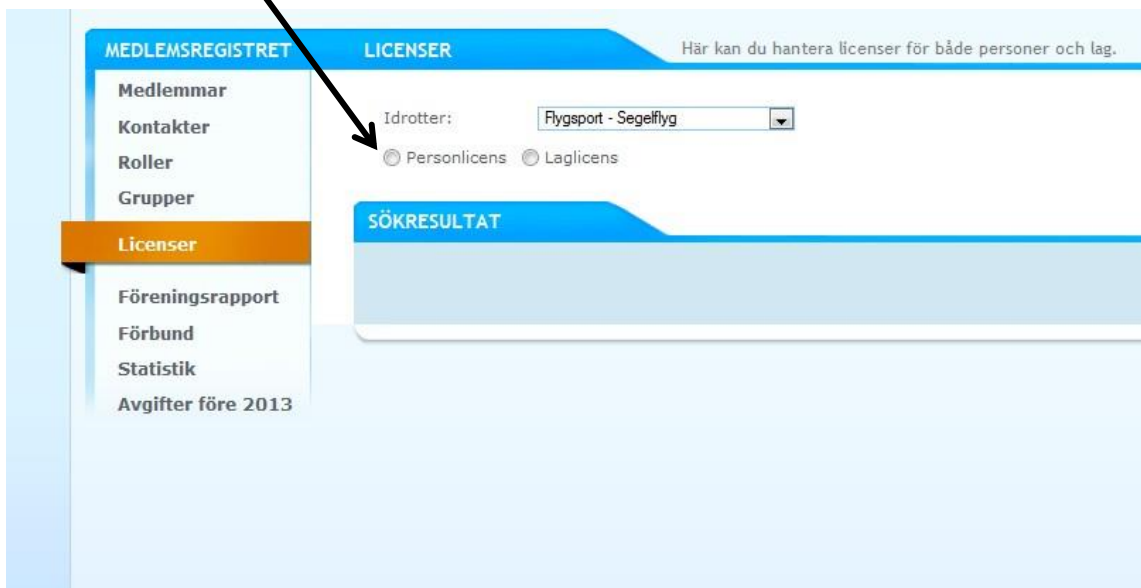 MEDLEMSREGISTRET
LICENSER
Här kan du hantera licenser för både personer och lag.
Medlemmar
Kontakter
Roller
Grupper
Licenser
Föreningsrapport
Förbund
Statistik
Avgifter före 2013
Idrotter: Flygsport - Segelflyg
Personlicens Laglicens
SÖKRESULTAT